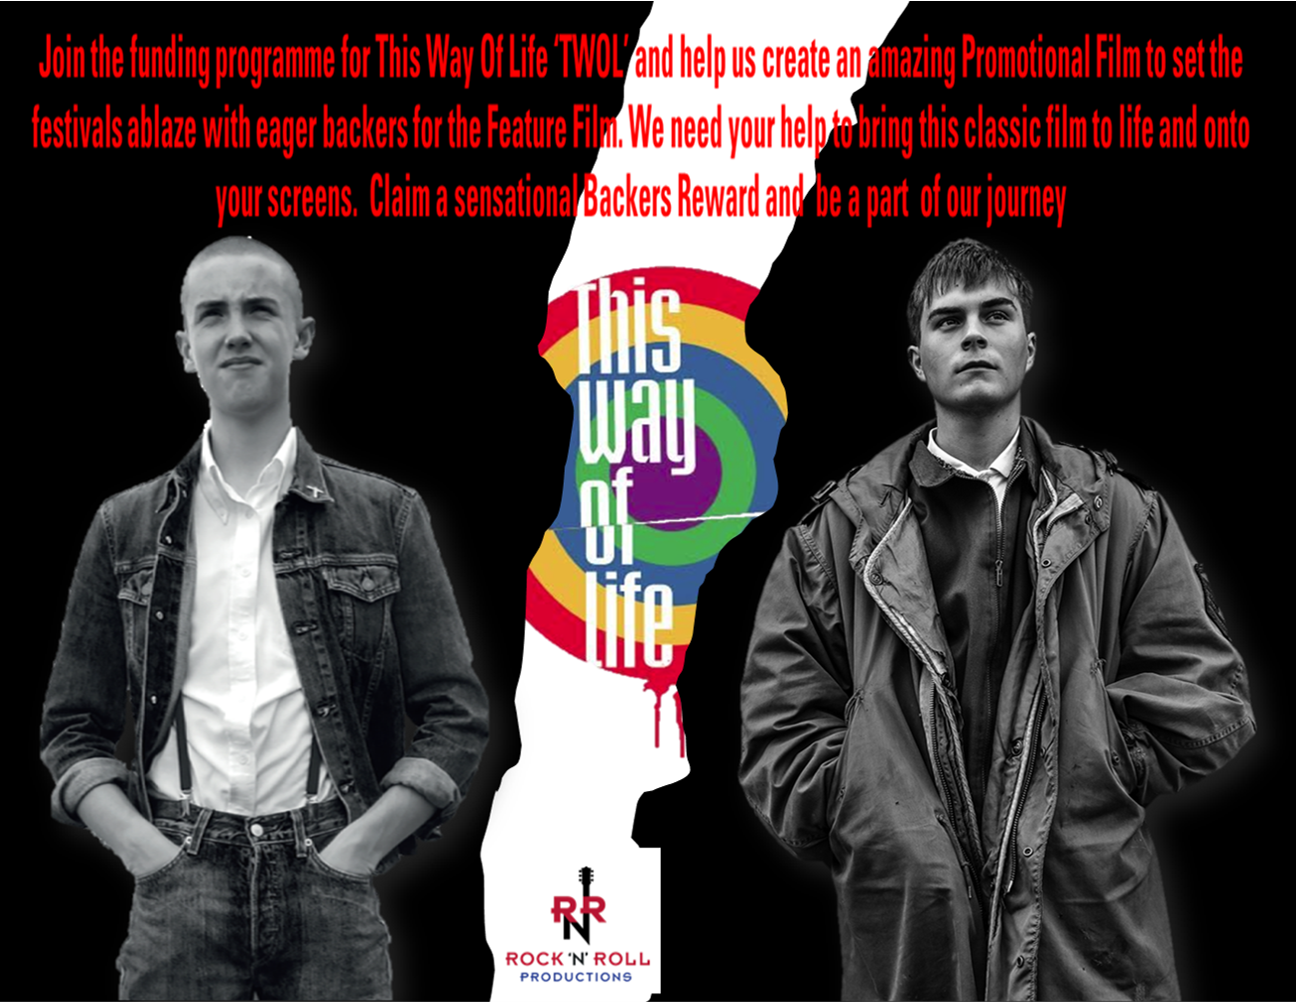 Join the funding programme for This Way Of Life 'TWOL' and help us create an amazing Promotional Film to set the
festivals ablaze with eager backers for the Feature Film. We need your help to bring this classic film to life and onto
your screens. Claim a sensational Backers Reward and be a part of our journey
This
way
of
life
RNR
ROCK 'N' ROLL
PRODUCTIONS